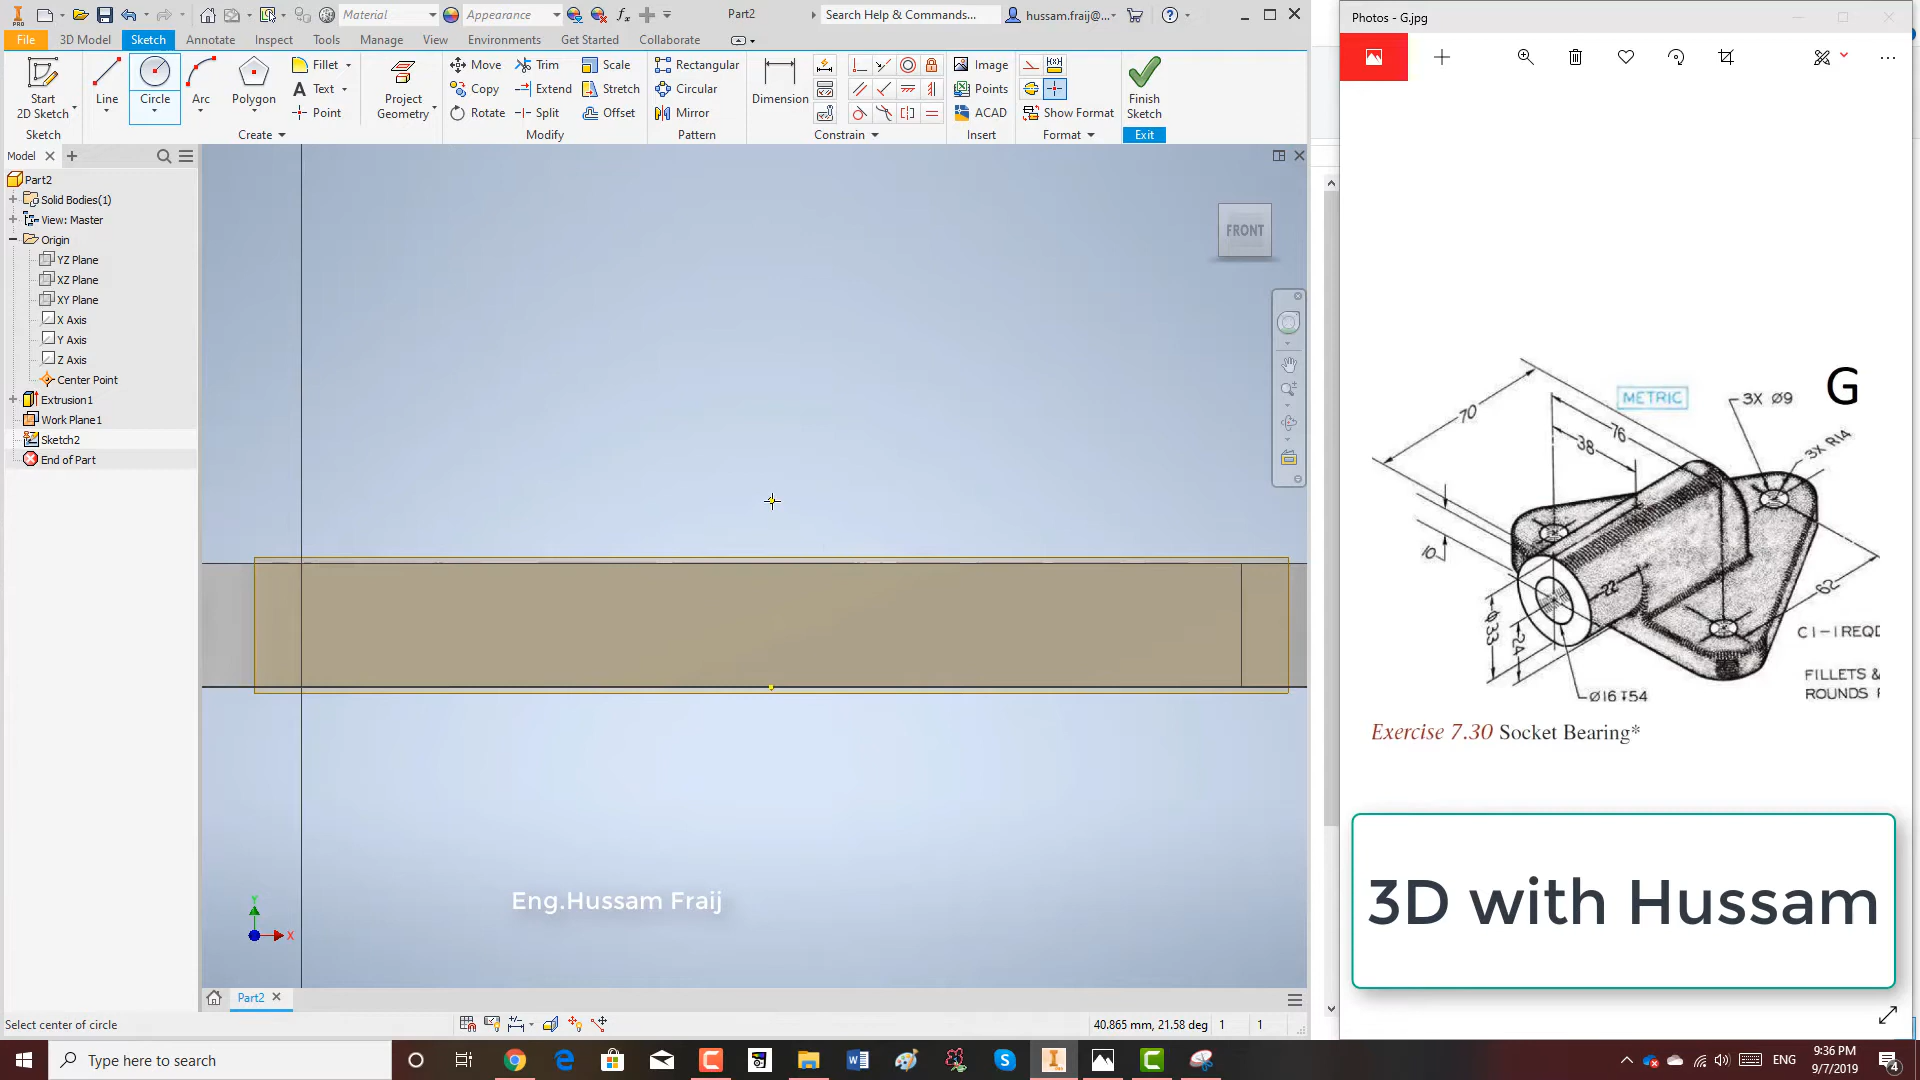 Material
Appearance
Part2
Search Help & Commands...
hussam.fraij@...
File
3D Model
Sketch
Annotate
Inspect
Tools
Manage
View
Environments
Get Started
Collaborate
Start
2D Sketch
Line
Circle
Arc
Polygon
Fillet
Text
Point
Project
Geometry
Move
Copy
Rotate
Trim
Extend
Split
Scale
Stretch
Offset
Rectangular
Circular
Mirror
Dimension
Image
Points
ACAD
Show Format
Finish
Sketch
Sketch
Create
Modify
Pattern
Constrain
Insert
Format
Exit
Model
Part2
Solid Bodies(1)
View: Master
Origin
YZ Plane
XZ Plane
XY Plane
X Axis
Y Axis
Z Axis
Center Point
Extrusion1
Work Plane1
Sketch2
End of Part
FRONT
Y
X
Eng.Hussam Fraij
Part2
Select center of circle
40.865 mm, 21.58 deg
1
1
Photos - G.jpg
G
METRIC
3X Ø9
3X R14
70
76
38
10
22
62
Ø33
24
C1-1REQD
FILLETS &
ROUNDS
Ø16↧54
Exercise 7.30 Socket Bearing*
3D with Hussam
Type here to search
ENG
9:36 PM
9/7/2019
4